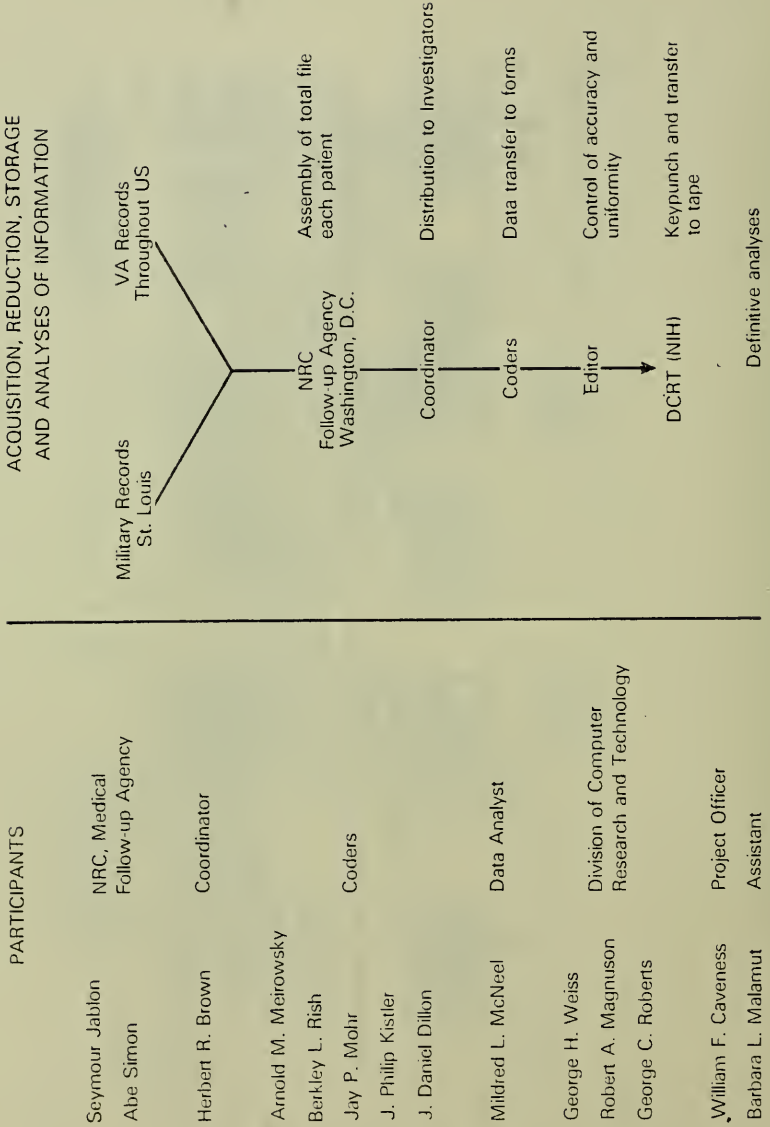 PARTICIPANTS
Seymour Jablon
Abe Simon
NRC, Medical
Follow-up Agency
Herbert R. Brown
Coordinator
Arnold M. Meirowsky
Berkley L. Rish
Jay P. Mohr
J. Philip Kistler
J. Daniel Dillon
Coders
Mildred L. McNeel
Data Analyst
George H. Weiss
Robert A. Magnuson
George C. Roberts
Division of Computer
Research and Technology
William F. Caveness
Project Officer
Barbara L. Malamut
Assistant
ACQUISITION, REDUCTION, STORAGE
AND ANALYSES OF INFORMATION
Military Records
St. Louis
VA Records
Throughout US
NRC
Follow-up Agency
Washington, D.C.
Assembly of total file
each patient
Coordinator
Distribution to Investigators
Coders
Data transfer to forms
Editor
Control of accuracy and
uniformity
DCRT (NIH)
Keypunch and transfer
to tape
Definitive analyses